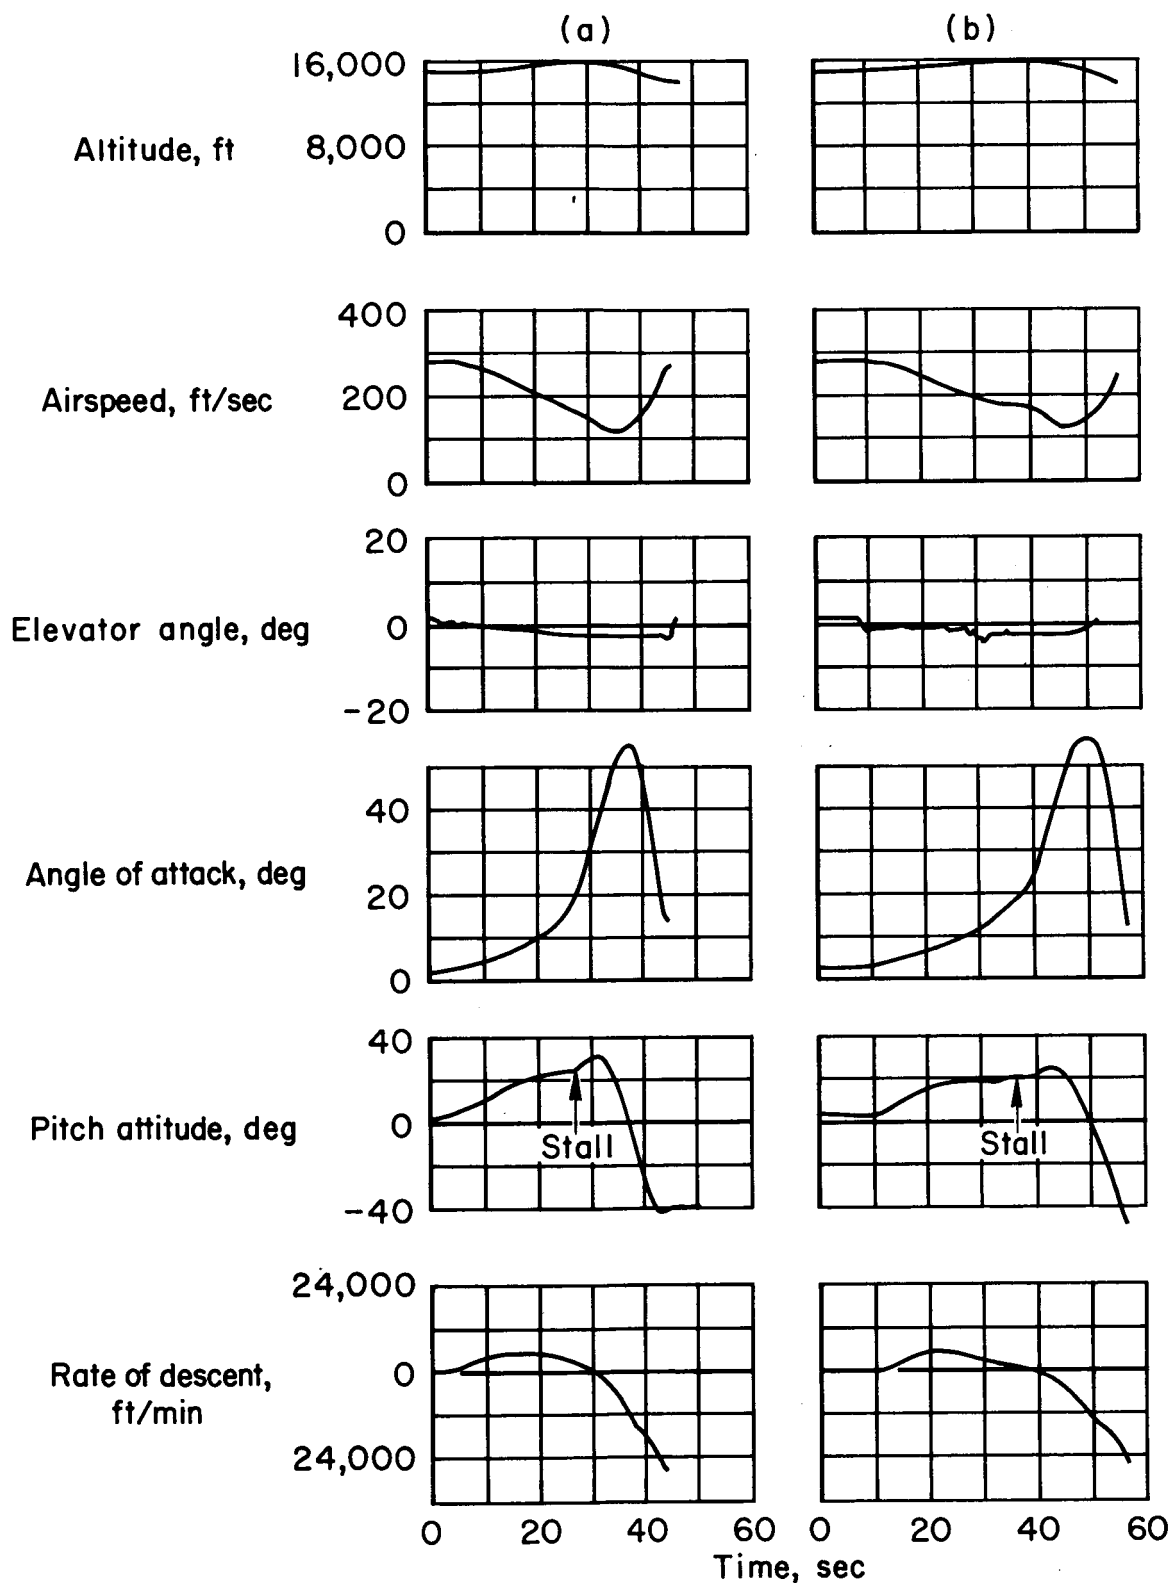 (a) (b)
16,000
Altitude, ft 8,000
0
400
Airspeed, ft/sec 200
0
20
Elevator angle, deg 0
-20
40
Angle of attack, deg 20
0
40
Pitch attitude, deg 0
Stall Stall
-40
24,000
Rate of descent, 0
ft/min
24,000
0 20 40 60 0 20 40 60
Time, sec